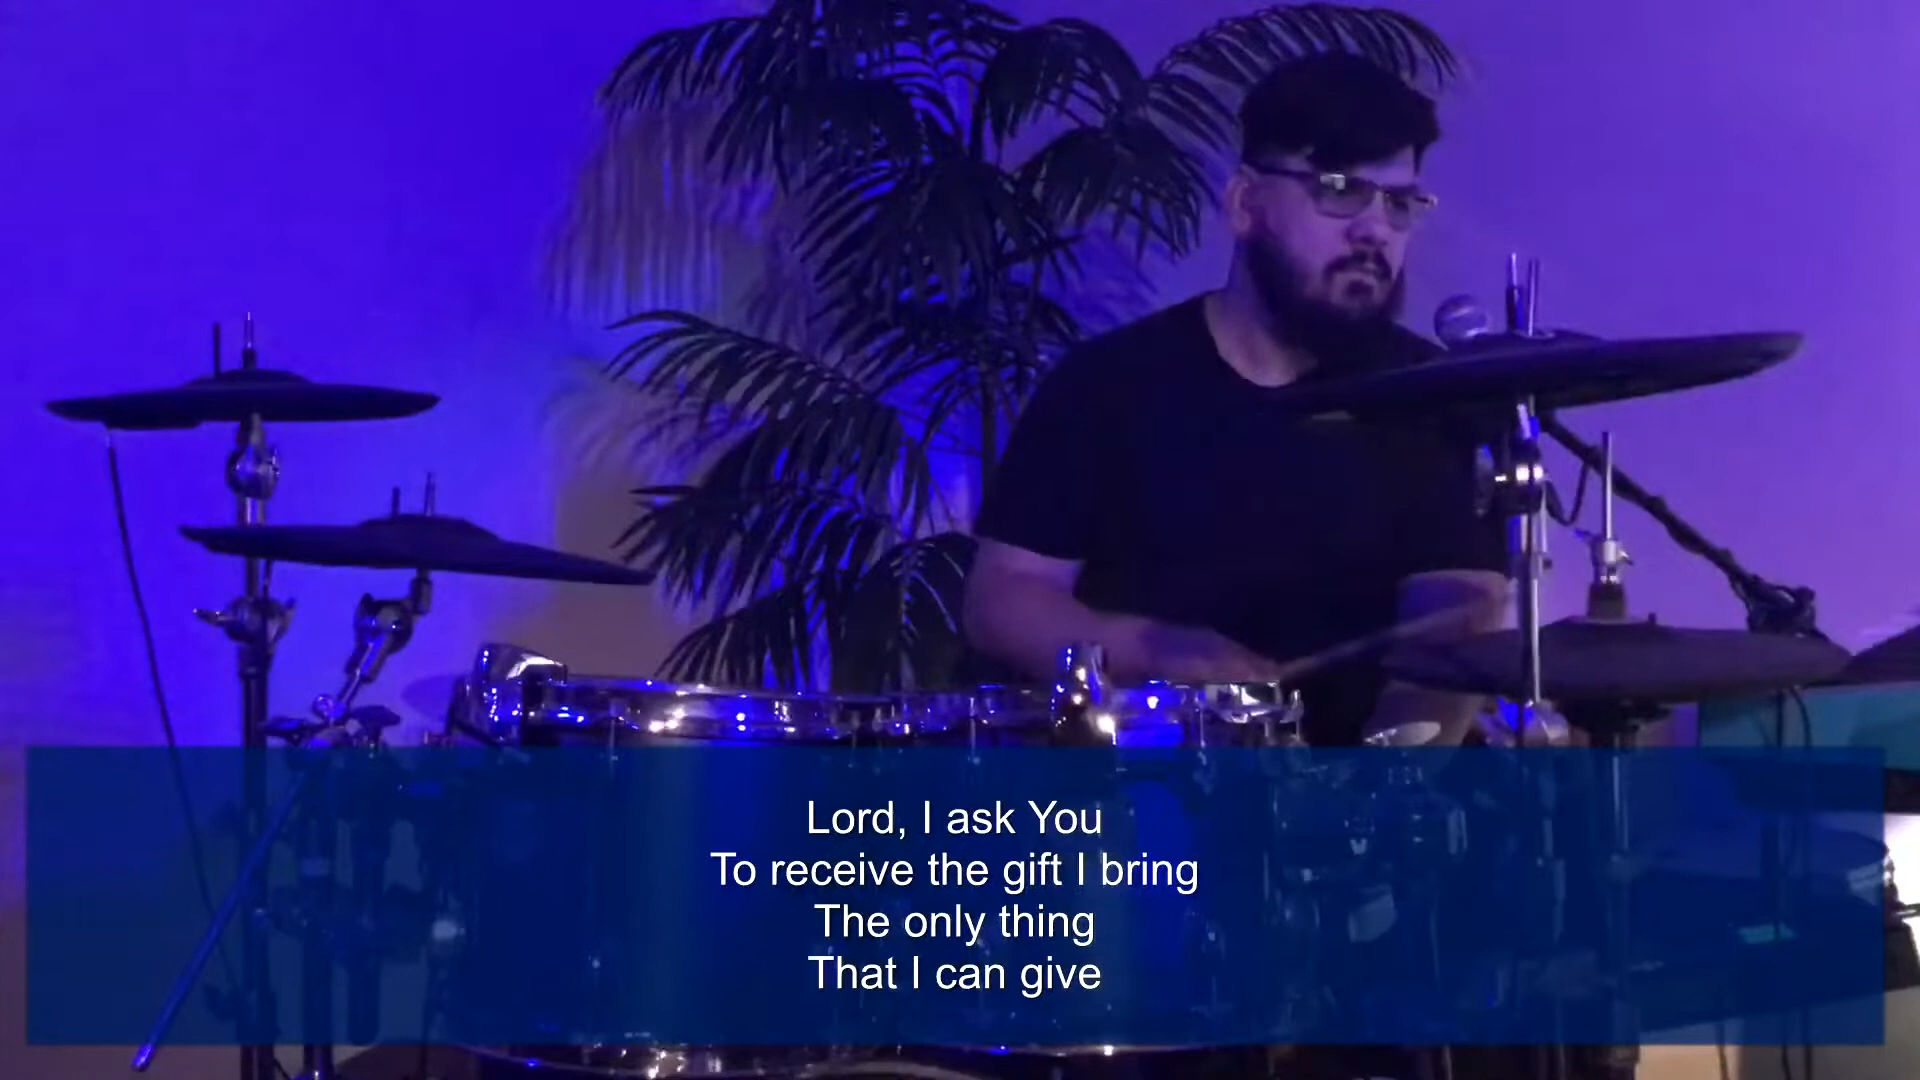 Lord, I ask You
To receive the gift I bring
The only thing
That I can give